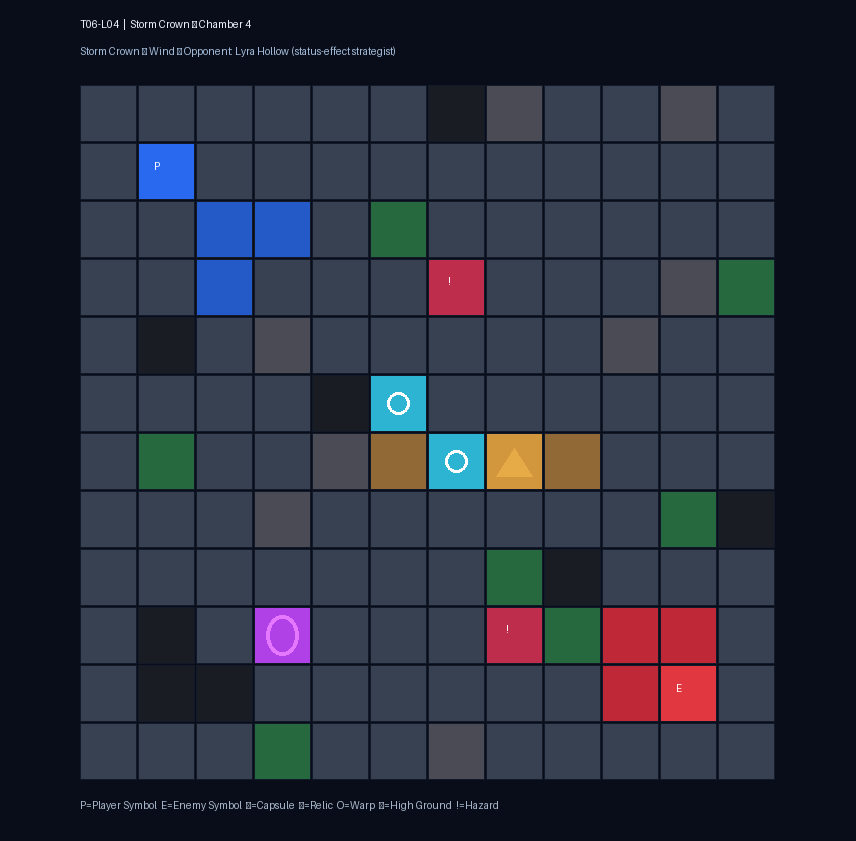 T06-L04 | Storm Crown □ Chamber 4
Storm Crown □ Wind □ Opponent: Lyra Hollow (status-effect strategist)
P
!
!
E
P=Player Symbol E=Enemy Symbol □=Capsule □=Relic O=Warp □=High Ground !=Hazard